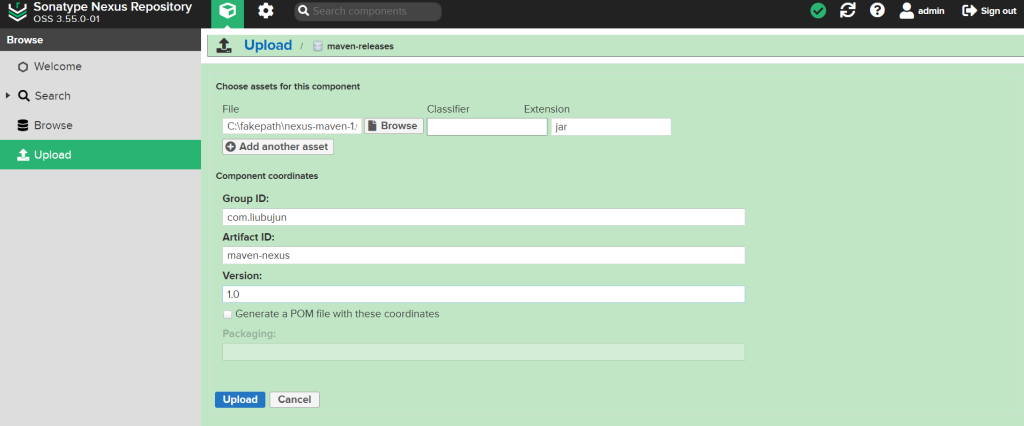 Sonatype Nexus Repository
OSS 3.55.0-01
Search components
admin
Sign out
Browse
Welcome
Search
Browse
Upload
Upload / maven-releases
Choose assets for this component
File Classifier Extension
C:\fakepath\nexus-maven-1. Browse jar
Add another asset
Component coordinates
Group ID:
com.liubujun
Artifact ID:
maven-nexus
Version:
1.0
Generate a POM file with these coordinates
Packaging:
Upload Cancel